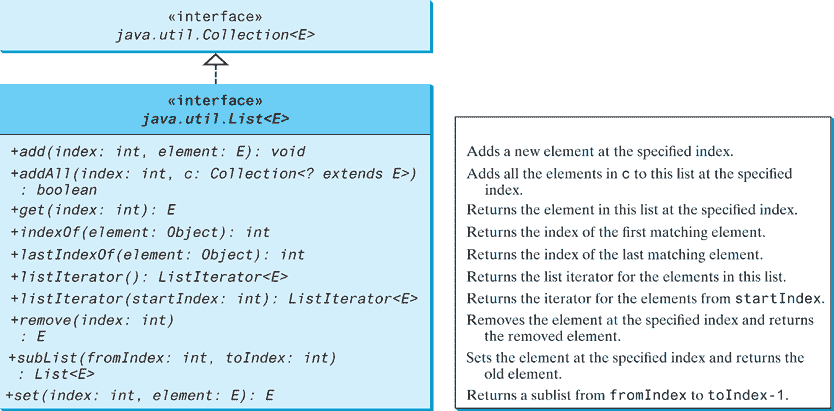 «interface»
java.util.Collection<E>
«interface»
java.util.List<E>
+add(index: int, element: E): void
Adds a new element at the specified index.
+addAll(index: int, c: Collection<? extends E>)
: boolean
Adds all the elements in c to this list at the specified
index.
+get(index: int): E
Returns the element in this list at the specified index.
+indexOf(element: Object): int
Returns the index of the first matching element.
+lastIndexOf(element: Object): int
Returns the index of the last matching element.
+listIterator(): ListIterator<E>
Returns the list iterator for the elements in this list.
+listIterator(startIndex: int): ListIterator<E>
Returns the iterator for the elements from startIndex.
+remove(index: int)
: E
Removes the element at the specified index and returns
the removed element.
+subList(fromIndex: int, toIndex: int)
: List<E>
Sets the element at the specified index and returns the
old element.
+set(index: int, element: E): E
Returns a sublist from fromIndex to toIndex-1.